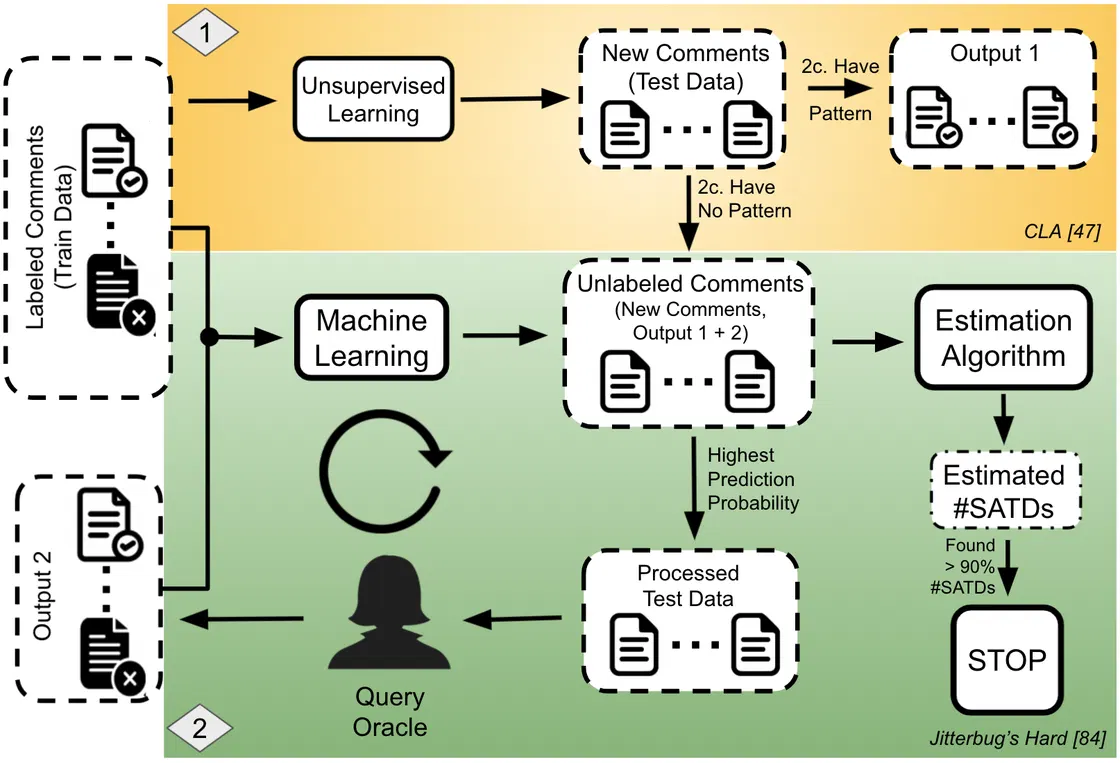 1
Unsupervised
Learning
New Comments
(Test Data)
2c. Have
Pattern
Output 1
2c. Have
No Pattern
CLA [47]
Labeled Comments
(Train Data)
Machine
Learning
Unlabeled Comments
(New Comments,
Output 1 + 2)
Estimation
Algorithm
Highest
Prediction
Probability
Estimated
#SATDs
Found
> 90%
#SATDs
STOP
Processed
Test Data
Query
Oracle
Output 2
2
Jitterbug's Hard [84]